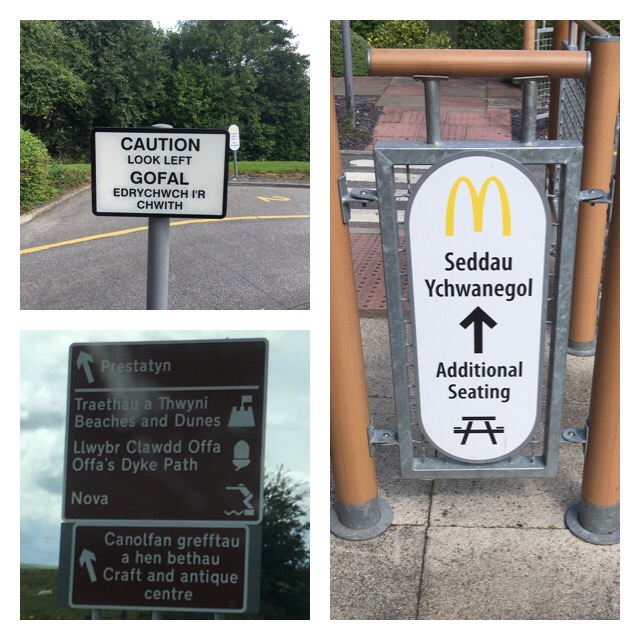 CAUTION
LOOK LEFT
GOFAL
EDRYCHWCH I'R
CHWITH
Prestatyn
Traethau a Thwyni
Beaches and Dunes
Llwybr Clawdd Offa
Offa's Dyke Path
Nova
Canolfan grefftau
a hen bethau
Craft and antique
centre
M
Seddau
Ychwanegol
Additional
Seating